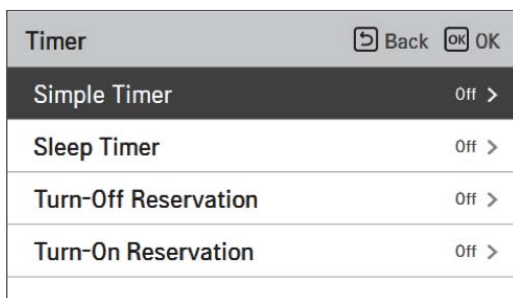 Timer Back OK OK
Simple Timer Off >
Sleep Timer Off >
Turn-Off Reservation Off >
Turn-On Reservation Off >